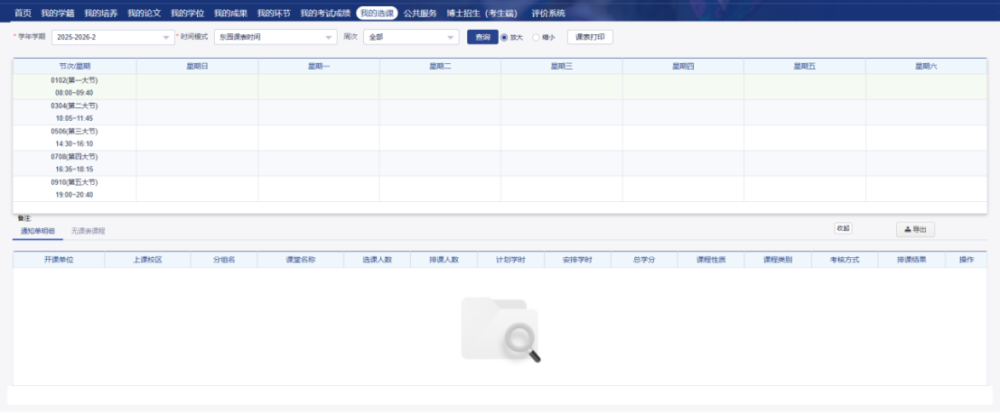 首页 我的学籍 我的培养 我的论文 我的学位 我的成果 我的环节 我的考试成绩 我的选课 公共服务 博士招生（考生端） 评价系统
*学年学期 2025-2026-2 *时间模式 东园课表时间 周次 全部 查询 放大 缩小 课表打印
节次/星期 星期日 星期一 星期二 星期三 星期四 星期五 星期六
0102(第一大节)
08:00~09:40
0304(第二大节)
10:05~11:45
0506(第三大节)
14:30~16:10
0708(第四大节)
16:35~18:15
0910(第五大节)
19:00~20:40
备注:
通知单明细 无课表课程 收起 导出
开课单位 上课校区 分组名 课堂名称 选课人数 排课人数 计划学时 安排学时 总学分 课程性质 课程类别 考核方式 排课结果 操作